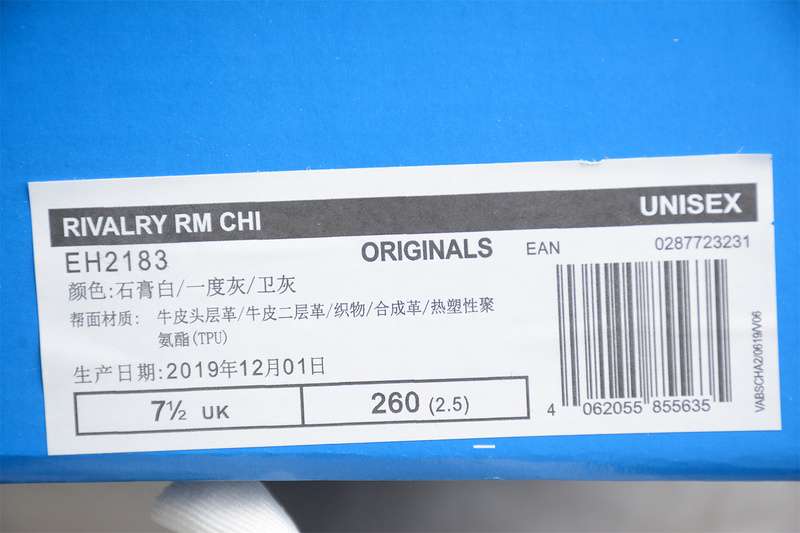 RIVALRY RM CHI
UNISEX
EH2183
ORIGINALS
EAN
0287723231
颜色:石膏白/一度灰/卫灰
帮面材质: 牛皮头层革/牛皮二层革/织物/合成革/热塑性聚
氨酯(TPU)
生产日期:2019年12月01日
7½ UK
260 (2.5)
4 062055 855635
VABSCHA2/0619/V06